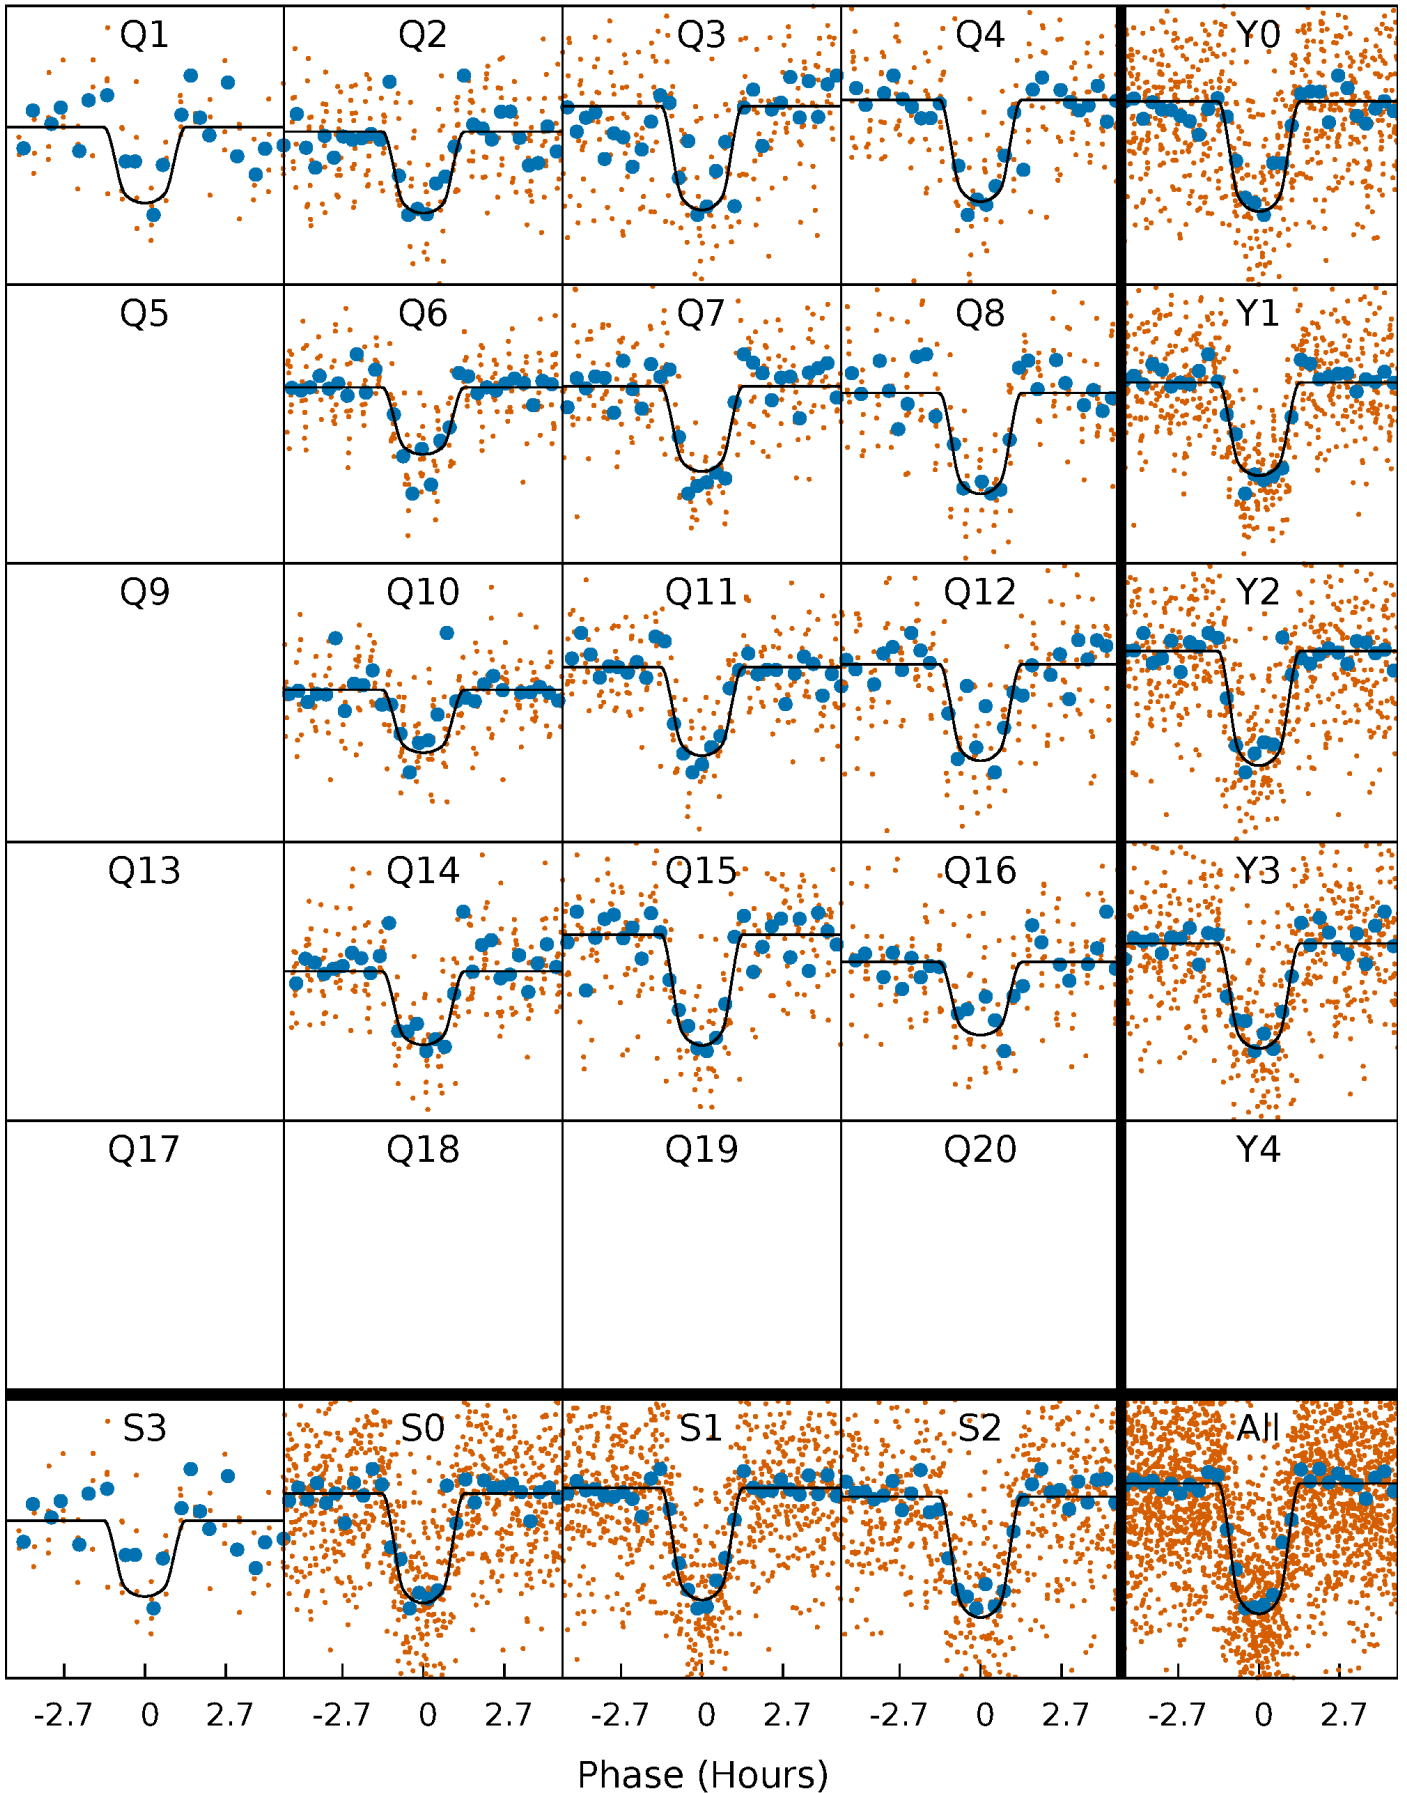 Q1 Q2 Q3 Q4 Y0
Q5 Q6 Q7 Q8 Y1
Q9 Q10 Q11 Q12 Y2
Q13 Q14 Q15 Q16 Y3
Q17 Q18 Q19 Q20 Y4
S3 S0 S1 S2 All
-2.7 0 2.7 -2.7 0 2.7 -2.7 0 2.7 -2.7 0 2.7 -2.7 0 2.7
Phase (Hours)